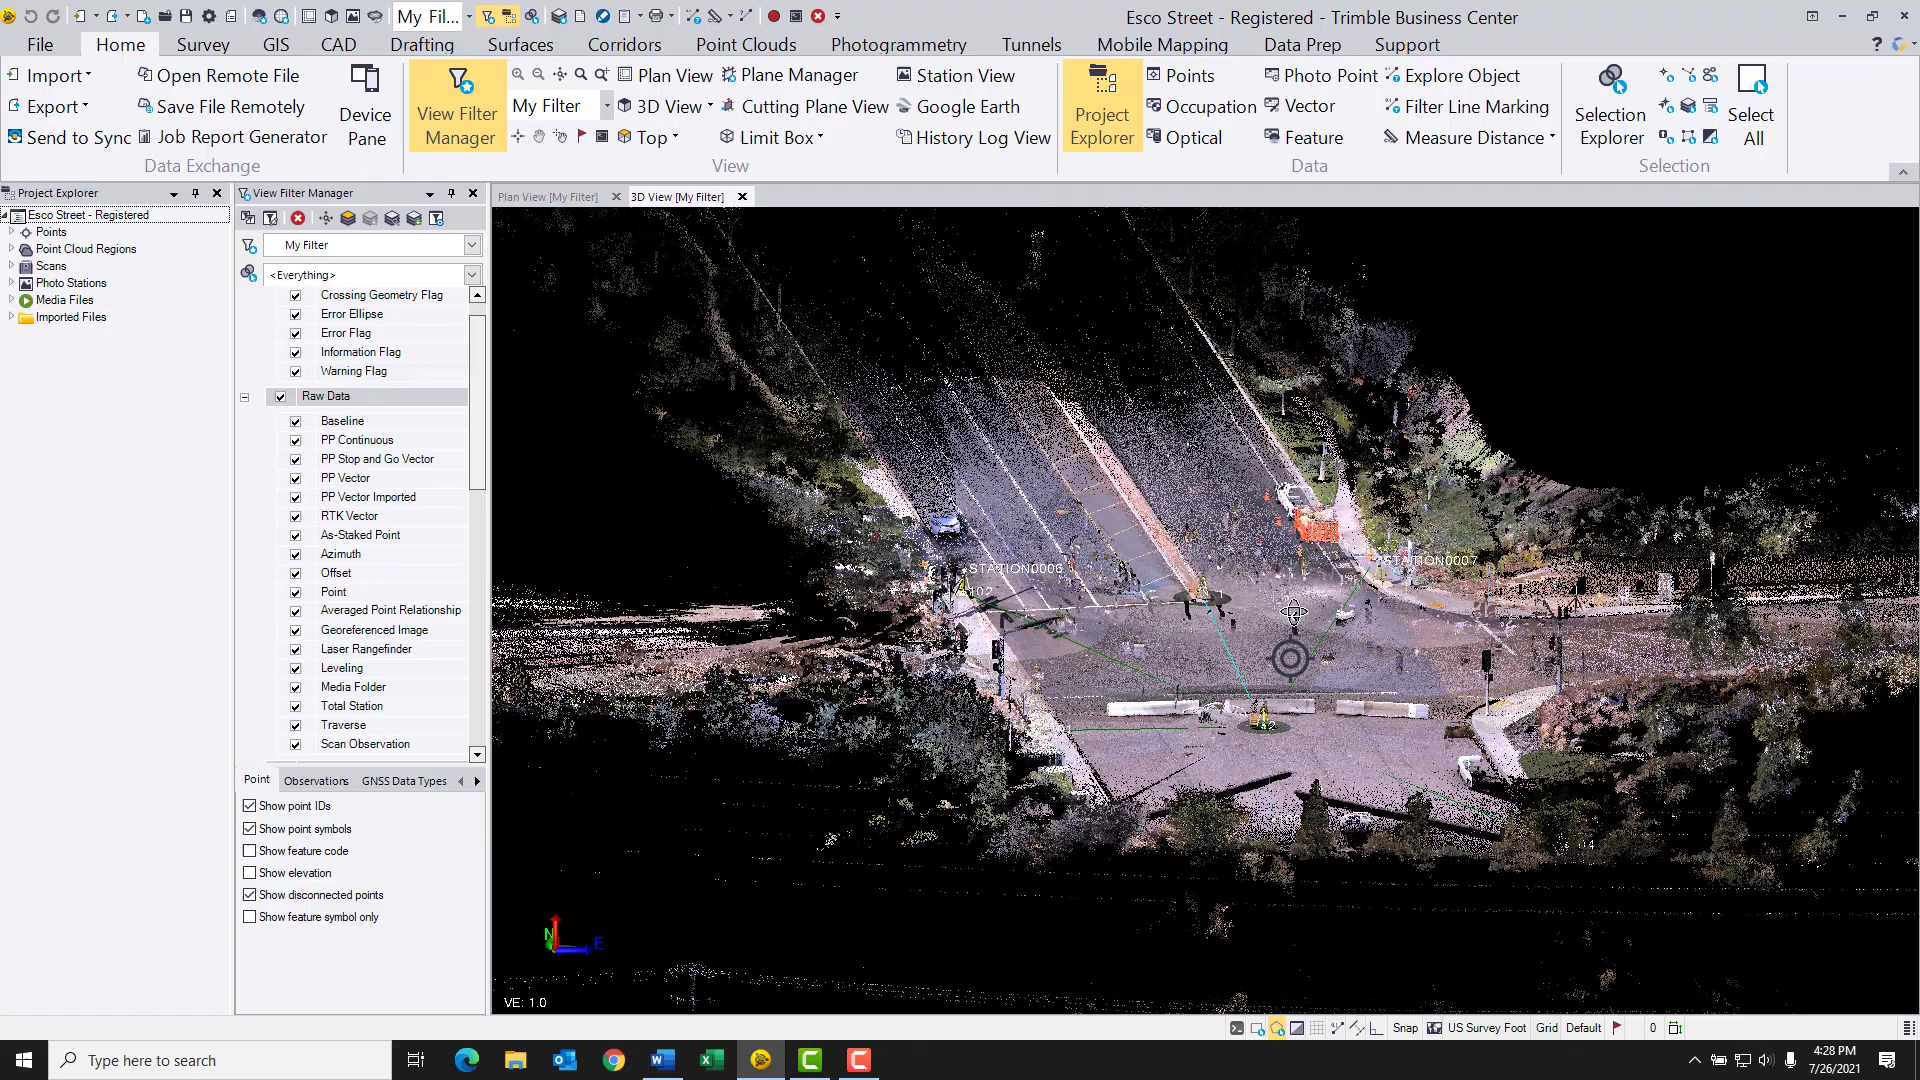 My Fil...
Esco Street - Registered - Trimble Business Center
File Home Survey GIS CAD Drafting Surfaces Corridors Point Clouds Photogrammetry Tunnels Mobile Mapping Data Prep Support
Import Open Remote File
Export Save File Remotely
Send to Sync Job Report Generator
Device Pane
Data Exchange
View Filter Manager
My Filter
Plan View Plane Manager Station View
3D View Cutting Plane View Google Earth
Top Limit Box History Log View
View
Project Explorer
Points Photo Point Explore Object
Occupation Vector Filter Line Marking
Optical Feature Measure Distance
Data
Selection Explorer
Select All
Selection
Project Explorer
Esco Street - Registered
Points
Point Cloud Regions
Scans
Photo Stations
Media Files
Imported Files
View Filter Manager
My Filter
<Everything>
Crossing Geometry Flag
Error Ellipse
Error Flag
Information Flag
Warning Flag
Raw Data
Baseline
PP Continuous
PP Stop and Go Vector
PP Vector
PP Vector Imported
RTK Vector
As-Staked Point
Azimuth
Offset
Point
Averaged Point Relationship
Georeferenced Image
Laser Rangefinder
Leveling
Media Folder
Total Station
Traverse
Scan Observation
Point Observations GNSS Data Types
Show point IDs
Show point symbols
Show feature code
Show elevation
Show disconnected points
Show feature symbol only
Plan View [My Filter] 3D View [My Filter]
STATION0007
STATION0006
N E
VE: 1.0
Snap US Survey Foot Grid Default 0
Type here to search
4:28 PM
7/26/2021